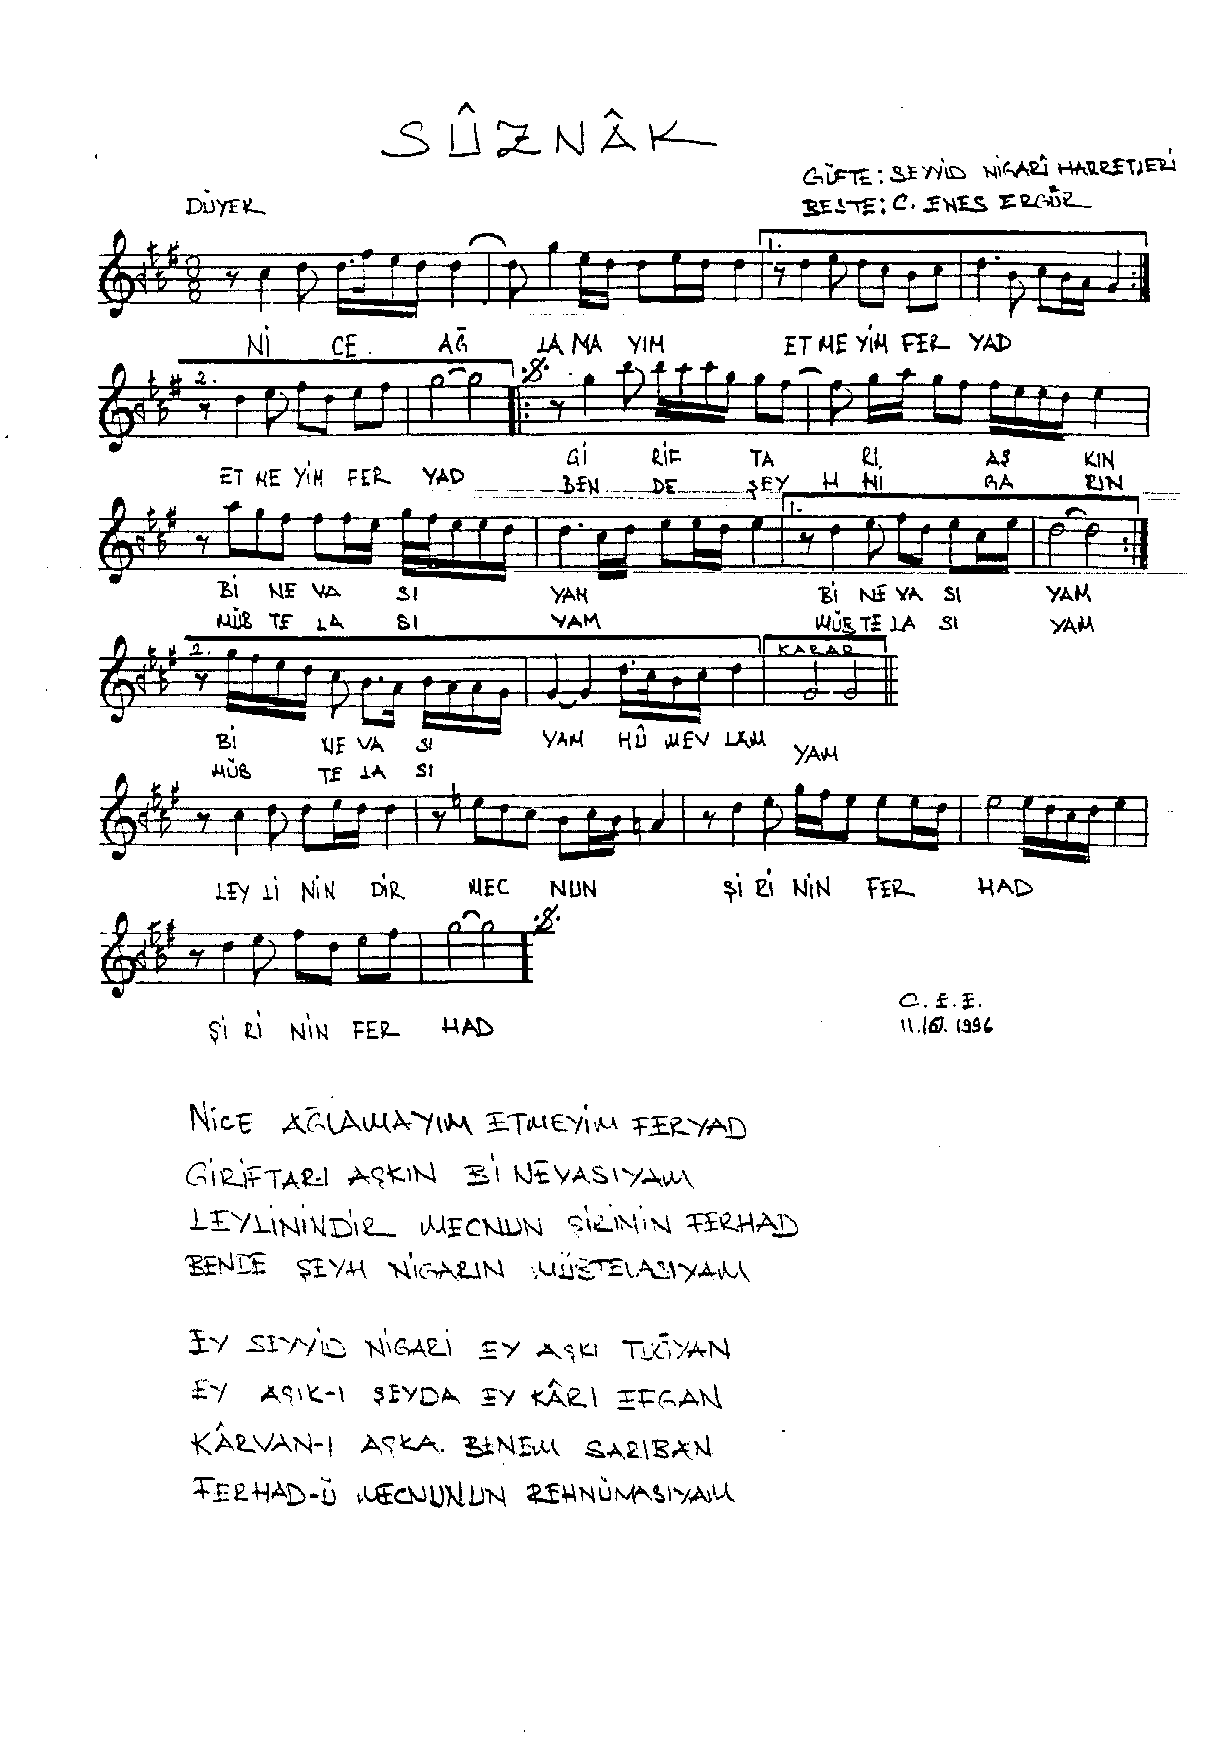 SÛZNÂK
GÜFTE: SEYYİD NİGARÎ HAZRETLERİ
DÜYEK
BESTE: C. ENES ERGÜR
1.
Nİ CE AĞ LA MA YIM ET ME YİM FER YAD
2.
Gİ RİF TA RI AŞ KIN
ET ME YİM FER YAD
BEN DE ŞEY H Nİ GA RIN
1.
Bİ NE VA SI YAM Bİ NE VA SI YAM
MÜB TE LA SI YAM MÜB TE LA SI YAM
2. KARAR
Bİ NE VA SI YAM HÛ MEV LAM YAM
MÜB TE LA SI
LEY Lİ NİN DİR MEC NUN Şİ Rİ NİN FER HAD
Şİ Rİ NİN FER HAD
C. E. E.
1996
NİCE AĞLAMAYIM ETMEYİM FERYAD
GİRİFTAR-I AŞKIN Bİ NEVASIYAM
LEYLİNİNDİR MECNUN ŞİRİNİN FERHAD
BENDE ŞEYH NİGARIN MÜBTELASIYAM
EY SEYYİD NİGARİ EY AŞKI TUĞYAN
EY AŞIK-I ŞEYDA EY KÂRI EFGAN
KÂRVAN-I AŞKA BENEM SARIBAN
FERHAD-Ü MECNUNUN REHNÜMASIYAM